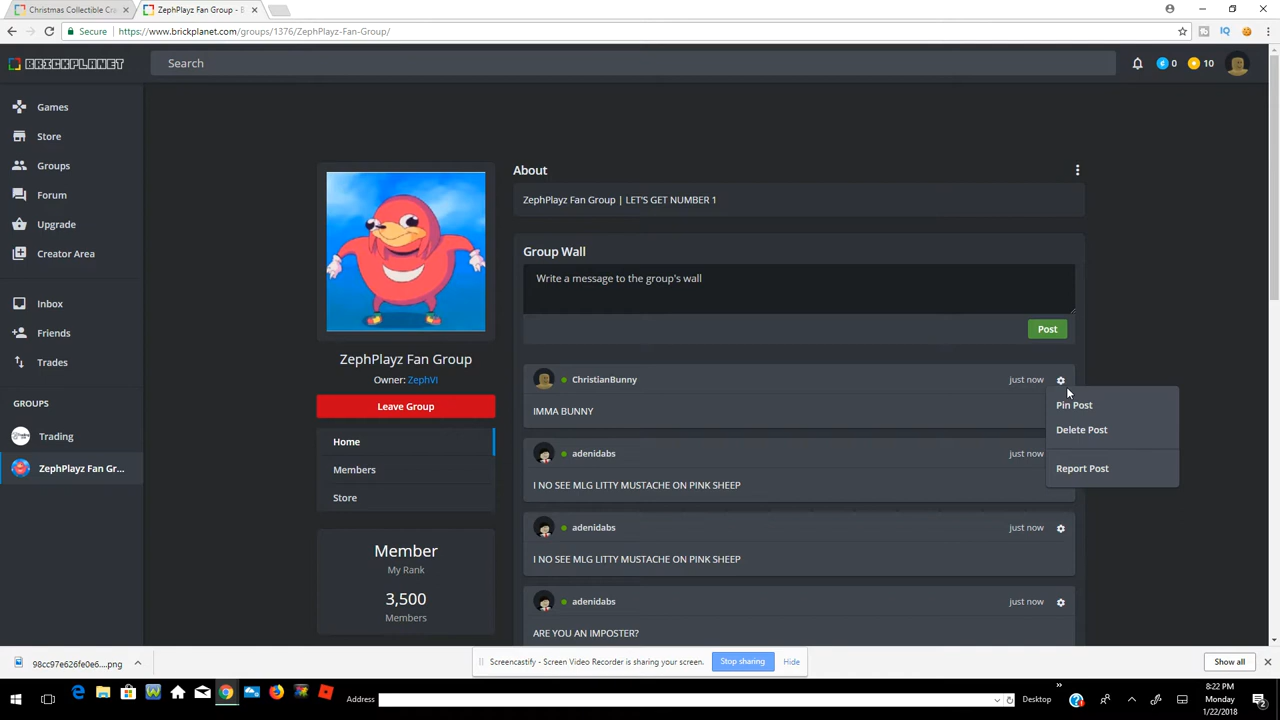 Christmas Collectible Cra
ZephPlayz Fan Group - B
Secure
https://www.brickplanet.com/groups/1376/ZephPlayz-Fan-Group/
IQ
BRICKPLANET
Search
0
10
Games
Store
Groups
Forum
Upgrade
Creator Area
Inbox
Friends
Trades
GROUPS
Trading
ZephPlayz Fan Gr...
ZephPlayz Fan Group
Owner: ZephVI
Leave Group
Home
Members
Store
Member
My Rank
3,500
Members
About
ZephPlayz Fan Group | LET'S GET NUMBER 1
Group Wall
Write a message to the group's wall
Post
ChristianBunny
just now
IMMA BUNNY
Pin Post
Delete Post
Report Post
adenidabs
just now
I NO SEE MLG LITTY MUSTACHE ON PINK SHEEP
adenidabs
just now
I NO SEE MLG LITTY MUSTACHE ON PINK SHEEP
adenidabs
just now
ARE YOU AN IMPOSTER?
98cc97e626fe0e6....png
Screencastify - Screen Video Recorder is sharing your screen.
Stop sharing
Hide
Show all
Address
Desktop
8:22 PM
Monday
1/22/2018
2